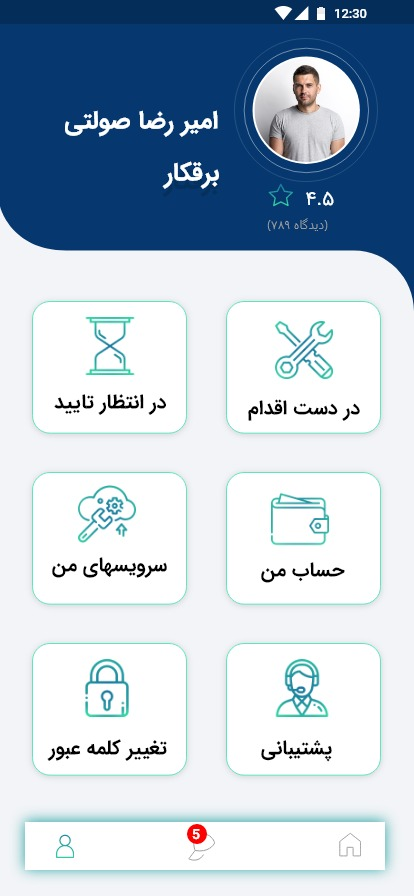 12:30
امیر رضا صولتی
برقکار
۴.۵
(۷۸۹ دیدگاه)
در دست اقدام
در انتظار تایید
حساب من
سرویسهای من
پشتیبانی
تغییر کلمه عبور
5